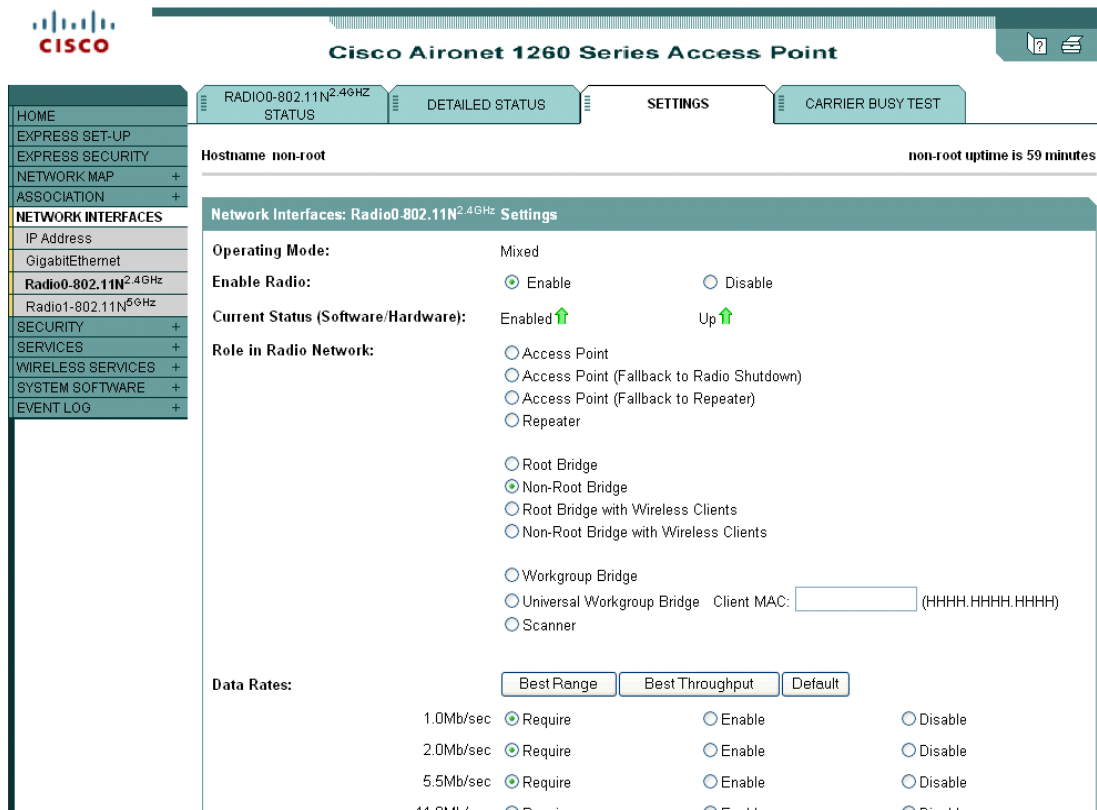 CISCO
Cisco Aironet 1260 Series Access Point
RADIO0-802.11N2.4GHZ
STATUS
DETAILED STATUS
SETTINGS
CARRIER BUSY TEST
HOME
EXPRESS SET-UP
EXPRESS SECURITY
NETWORK MAP +
ASSOCIATION +
NETWORK INTERFACES
IP Address
GigabitEthernet
Radio0-802.11N2.4GHz
Radio1-802.11N5GHz
SECURITY +
SERVICES +
WIRELESS SERVICES +
SYSTEM SOFTWARE +
EVENT LOG +
Hostname non-root
non-root uptime is 59 minutes
Network Interfaces: Radio0-802.11N2.4GHz Settings
Operating Mode: Mixed
Enable Radio: Enable Disable
Current Status (Software/Hardware): Enabled Up
Role in Radio Network: Access Point
Access Point (Fallback to Radio Shutdown)
Access Point (Fallback to Repeater)
Repeater
Root Bridge
Non-Root Bridge
Root Bridge with Wireless Clients
Non-Root Bridge with Wireless Clients
Workgroup Bridge
Universal Workgroup Bridge Client MAC: (HHHH.HHHH.HHHH)
Scanner
Data Rates: Best Range Best Throughput Default
1.0Mb/sec Require Enable Disable
2.0Mb/sec Require Enable Disable
5.5Mb/sec Require Enable Disable